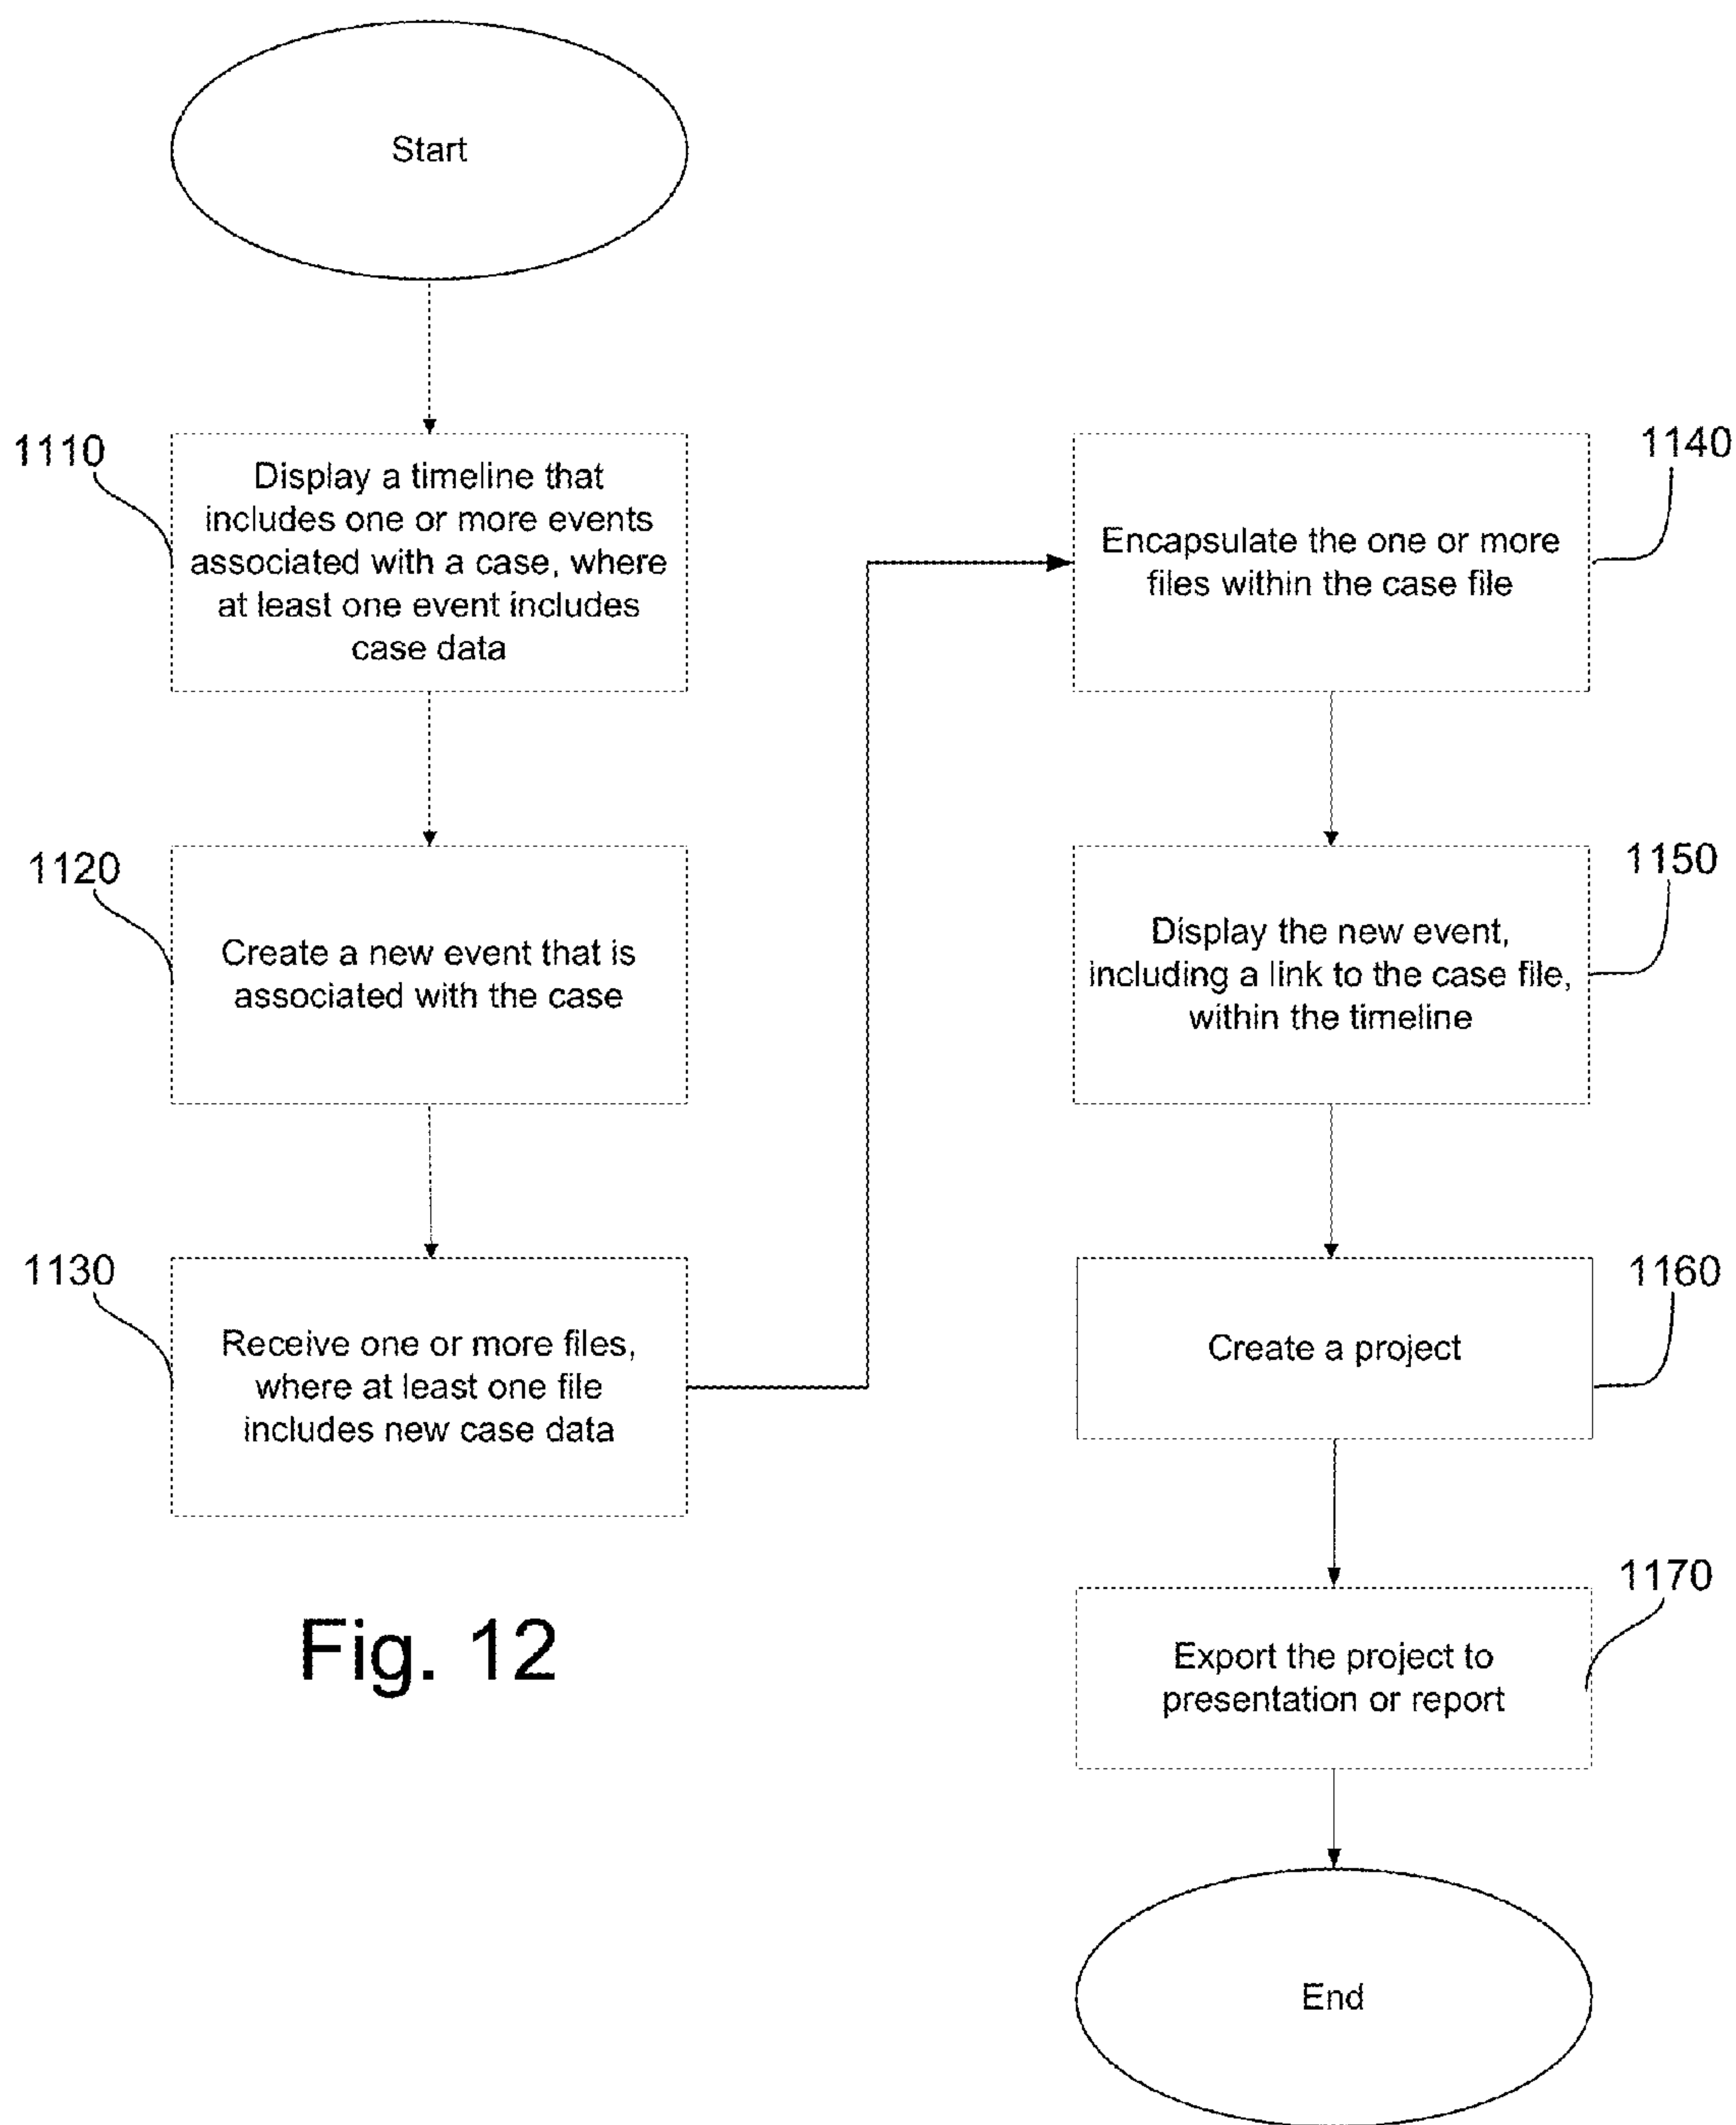 Start
1110
Display a timeline that
includes one or more events
associated with a case, where
at least one event includes
case data
1120
Create a new event that is
associated with the case
1130
Receive one or more files,
where at least one file
includes new case data
1140
Encapsulate the one or more
files within the case file
1150
Display the new event,
including a link to the case file,
within the timeline
1160
Create a project
1170
Export the project to
presentation or report
End
Fig. 12